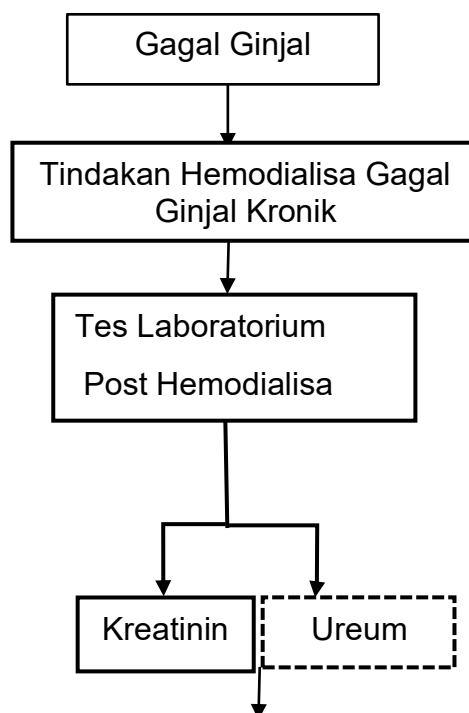 Gagal Ginjal
Tindakan Hemodialisa Gagal
Ginjal Kronik
Tes Laboratorium
Post Hemodialisa
Kreatinin
Ureum